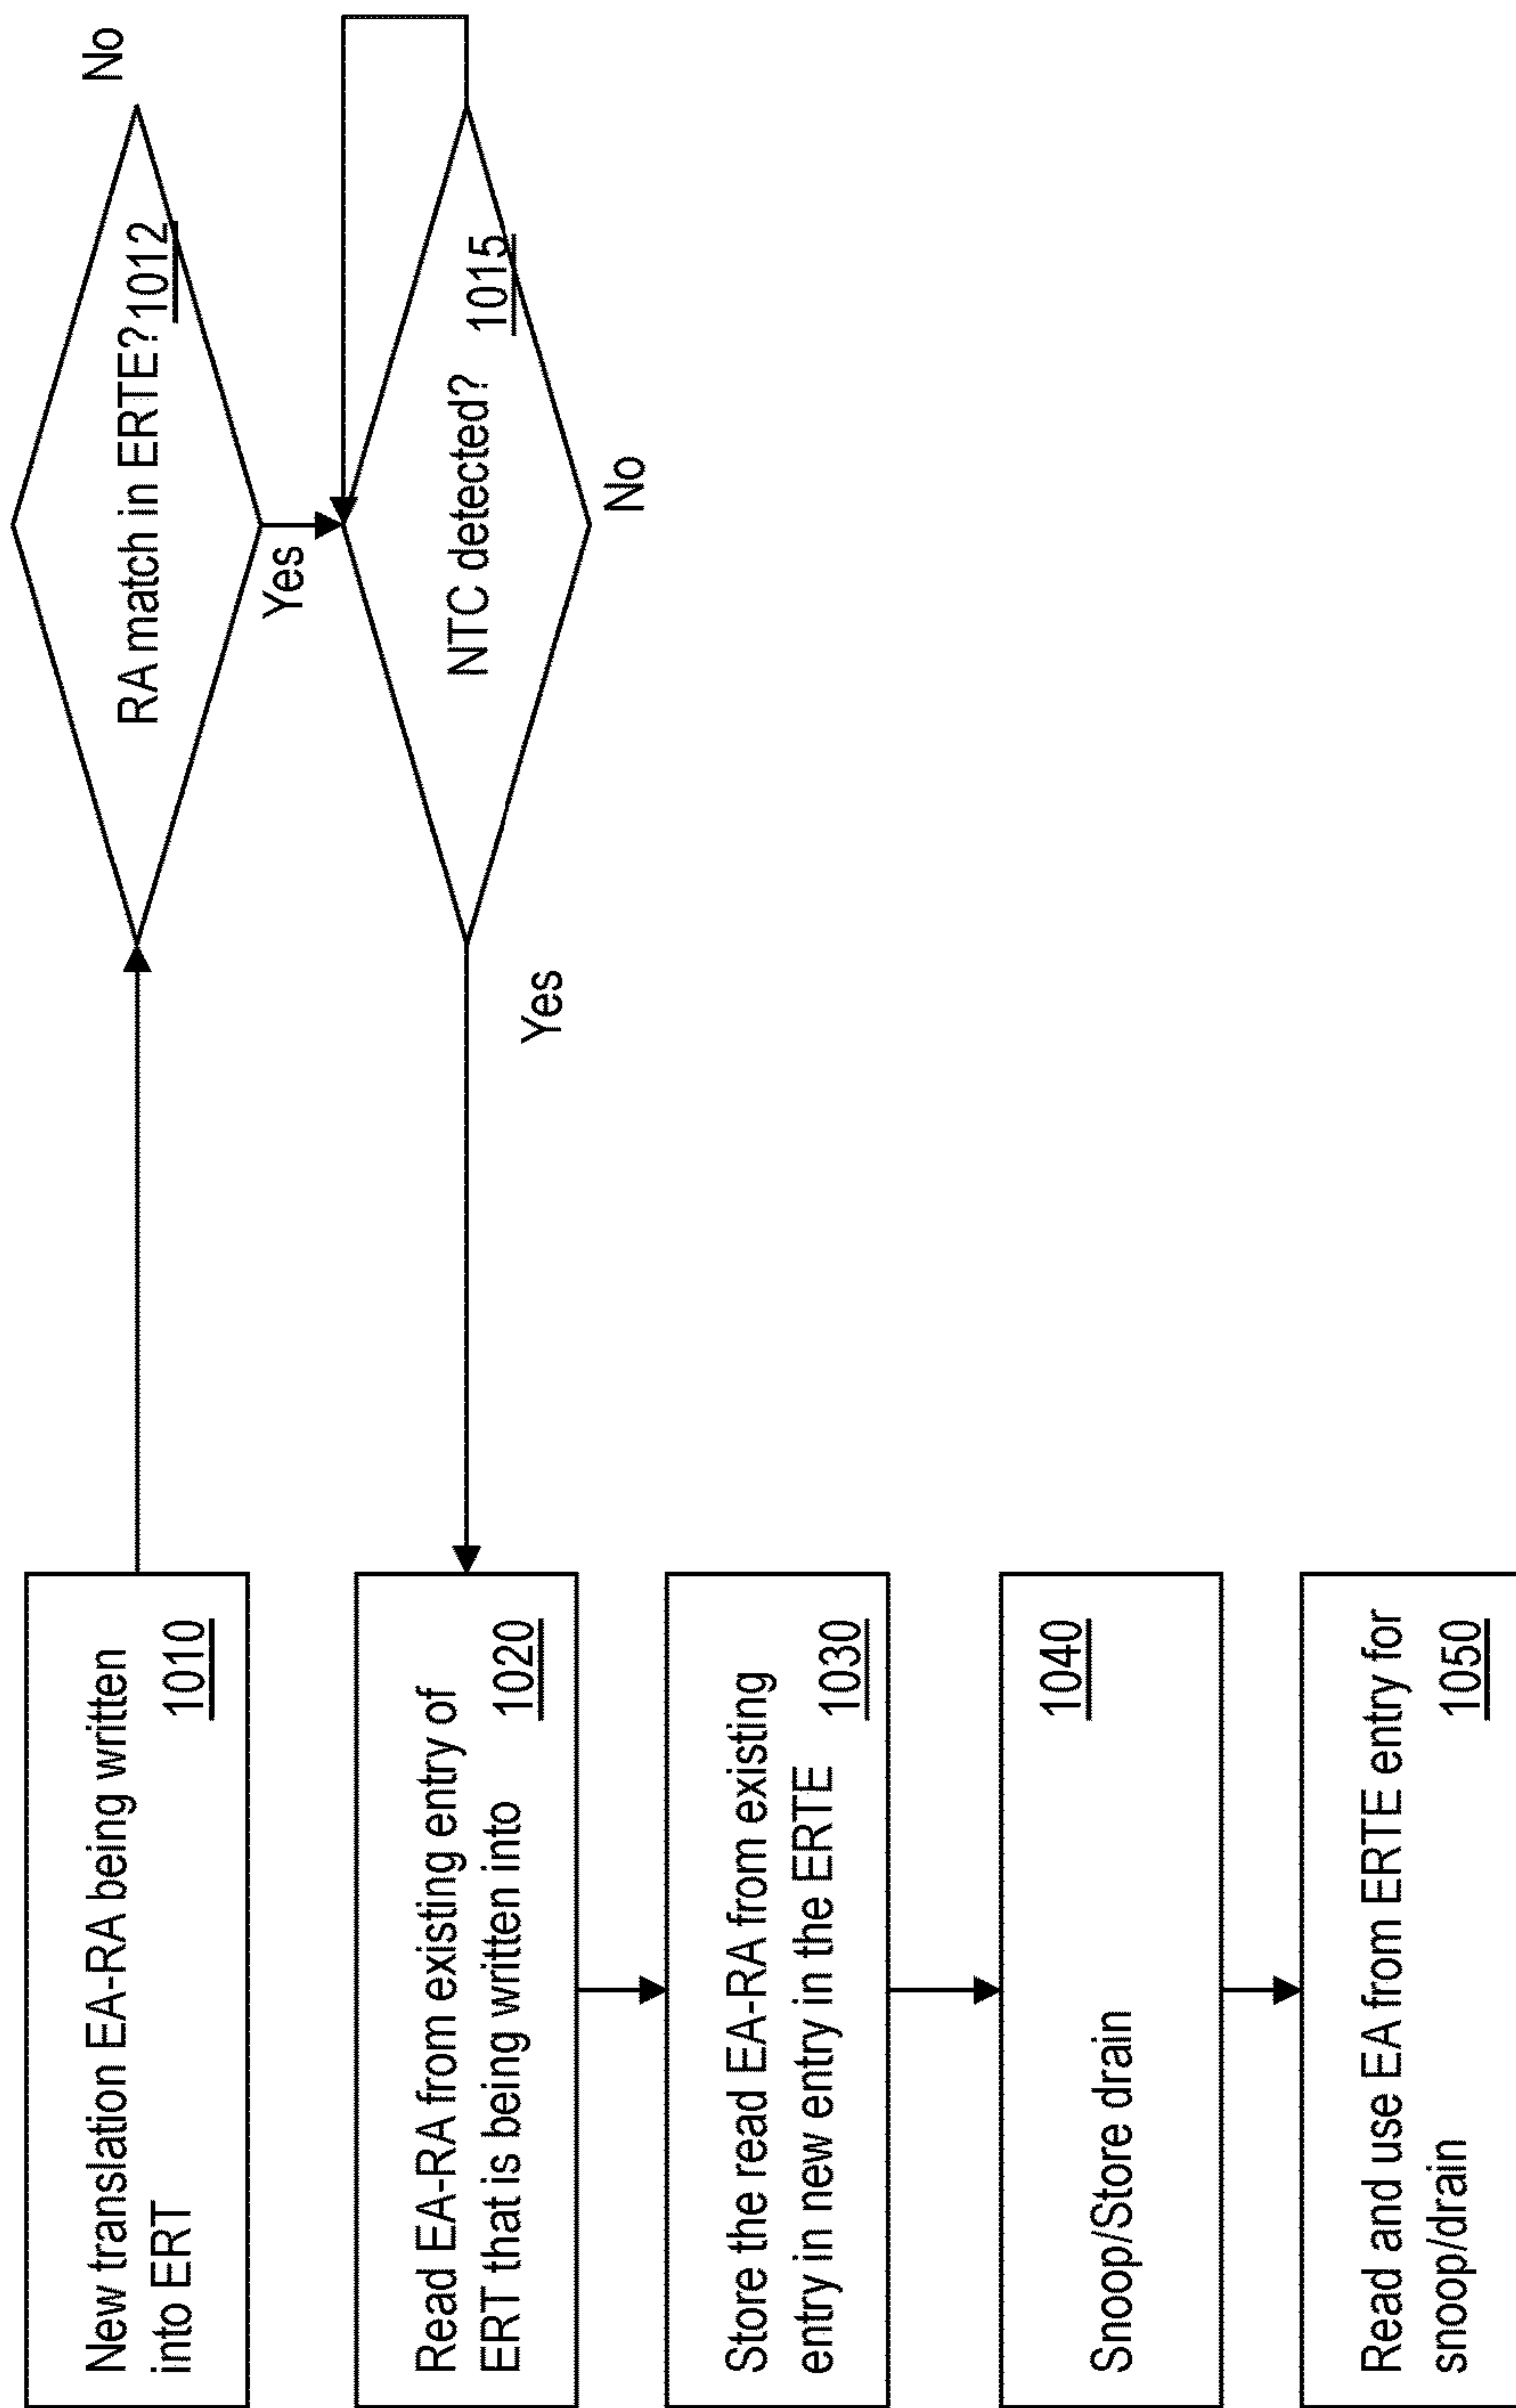 New translation EA-RA being written
into ERT
1010
RA match in ERTE?
1012
No
Yes
NTC detected?
1015
No
Yes
Read EA-RA from existing entry of
ERT that is being written into
1020
Store the read EA-RA from existing
entry in new entry in the ERTE
1030
Snoop/Store drain
1040
Read and use EA from ERTE entry for
snoop/drain
1050